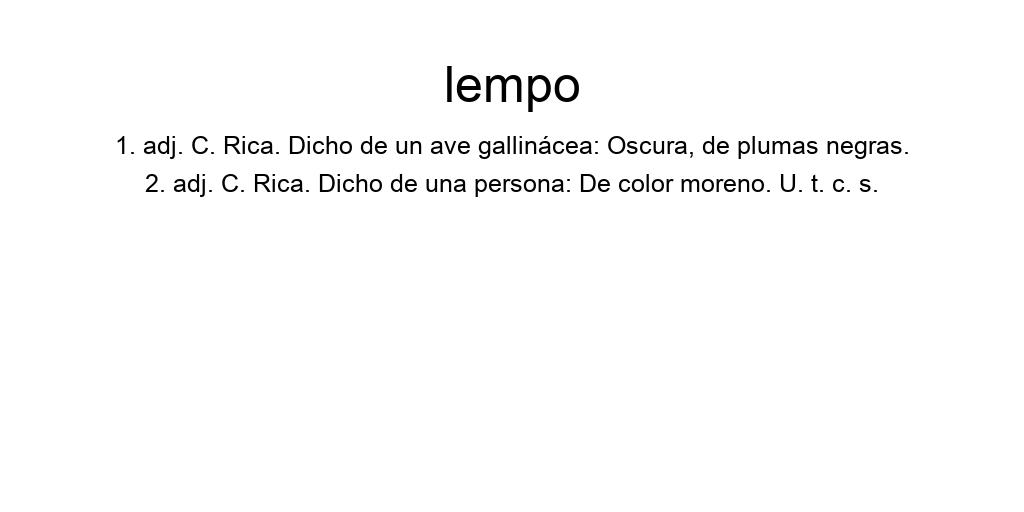 lempo
1. adj. C. Rica. Dicho de un ave gallinácea: Oscura, de plumas negras.
2. adj. C. Rica. Dicho de una persona: De color moreno. U. t. c. s.